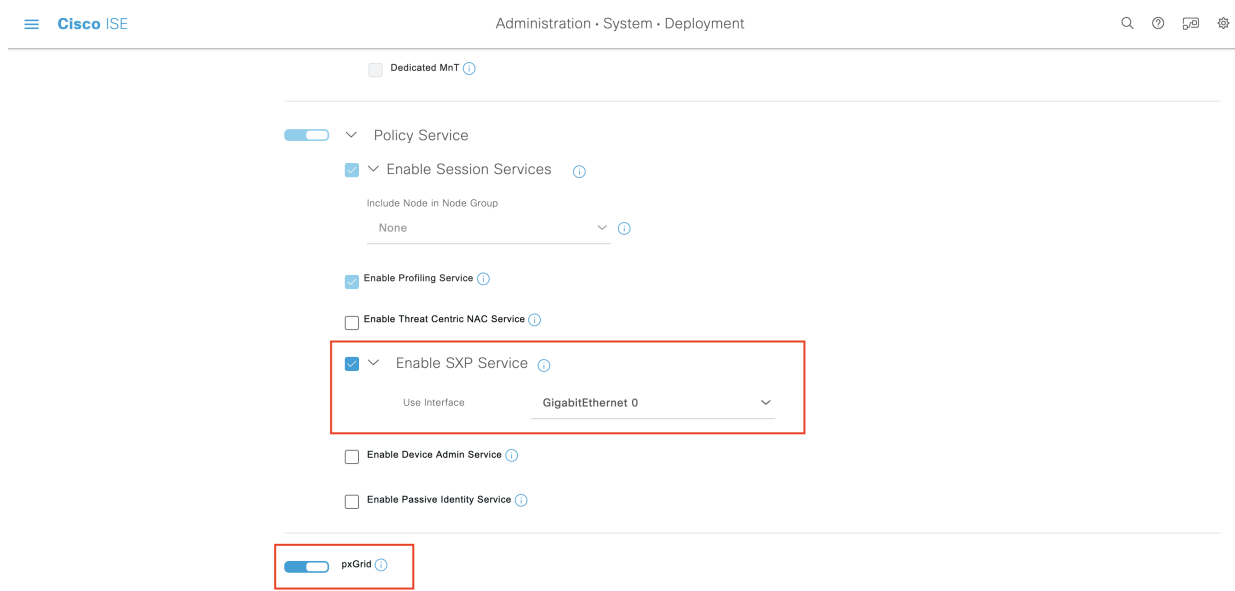 Cisco ISE
Administration · System · Deployment
Dedicated MnT
Policy Service
Enable Session Services
Include Node in Node Group
None
Enable Profiling Service
Enable Threat Centric NAC Service
Enable SXP Service
Use Interface
GigabitEthernet 0
Enable Device Admin Service
Enable Passive Identity Service
pxGrid